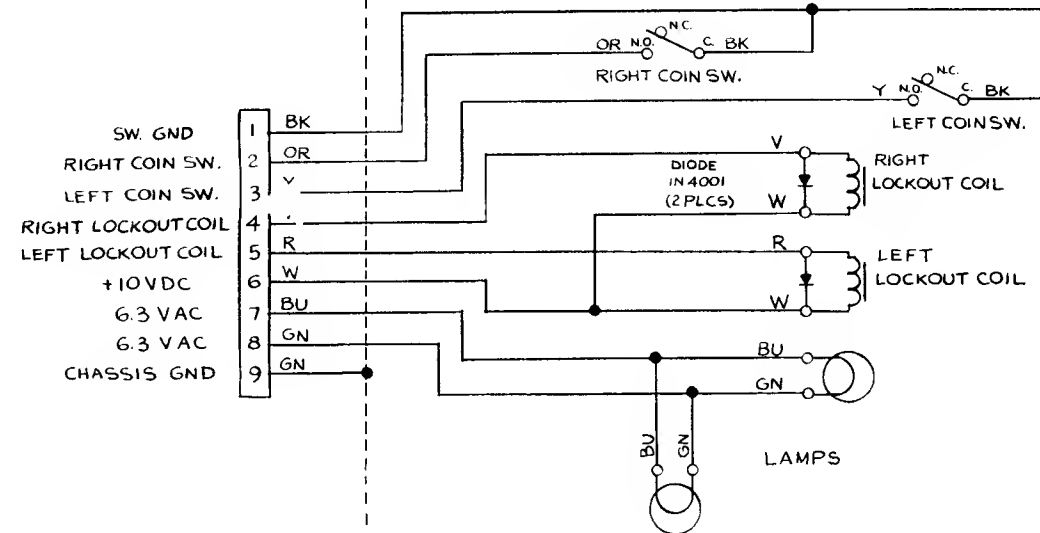 N.C.
OR N.O. C. BK
RIGHT COIN SW.
N.C.
Y N.O. C. BK
LEFT COIN SW.
SW. GND 1 BK
RIGHT COIN SW. 2 OR
LEFT COIN SW. 3
RIGHT LOCKOUT COIL 4
LEFT LOCKOUT COIL 5 R
+10VDC 6 W
6.3 VAC 7 BU
6.3 VAC 8 GN
CHASSIS GND 9 GN
V
DIODE
IN 4001
(2 PLCS)
W
RIGHT
LOCKOUT COIL
R
W
LEFT
LOCKOUT COIL
BU
GN
BU
GN
LAMPS